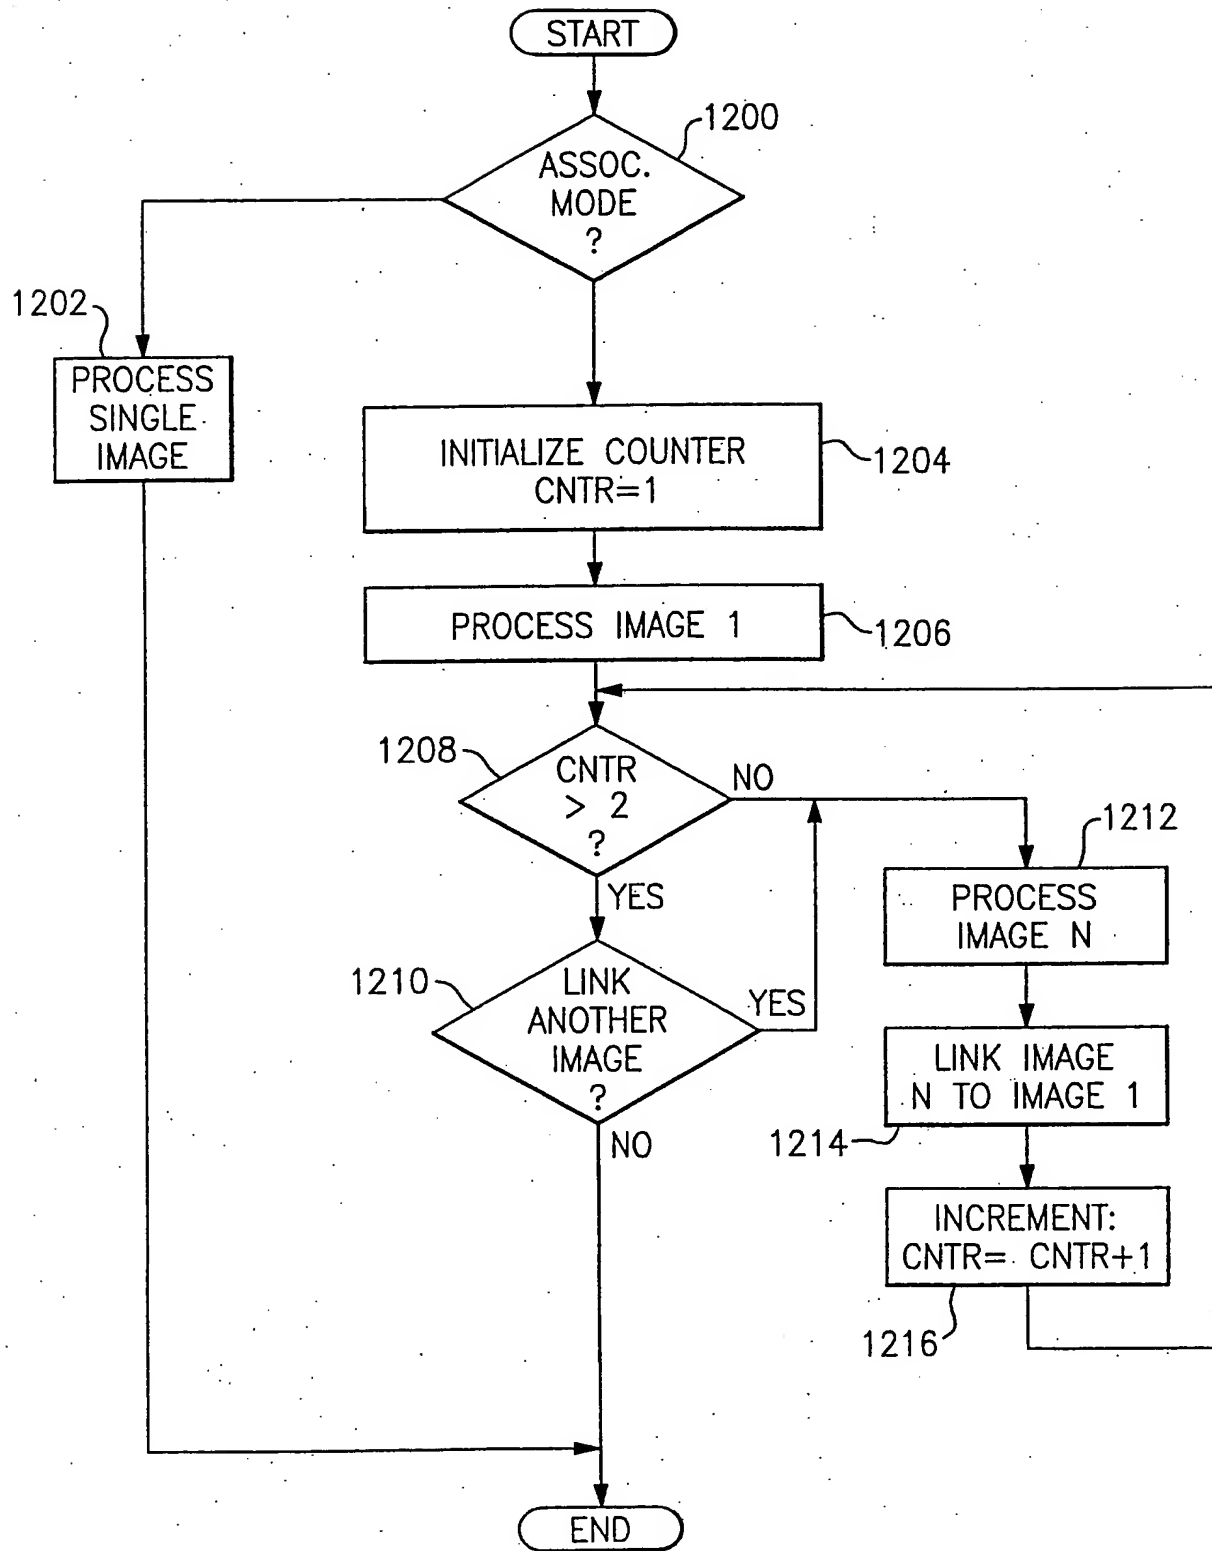 START
1200
ASSOC.
MODE
?
1202
PROCESS
SINGLE
IMAGE
INITIALIZE COUNTER
CNTR=1
1204
PROCESS IMAGE 1
1206
1208
CNTR
> 2
?
NO
YES
1212
PROCESS
IMAGE N
1210
LINK
ANOTHER
IMAGE
?
YES
NO
LINK IMAGE
N TO IMAGE 1
1214
INCREMENT:
CNTR= CNTR+1
1216
END